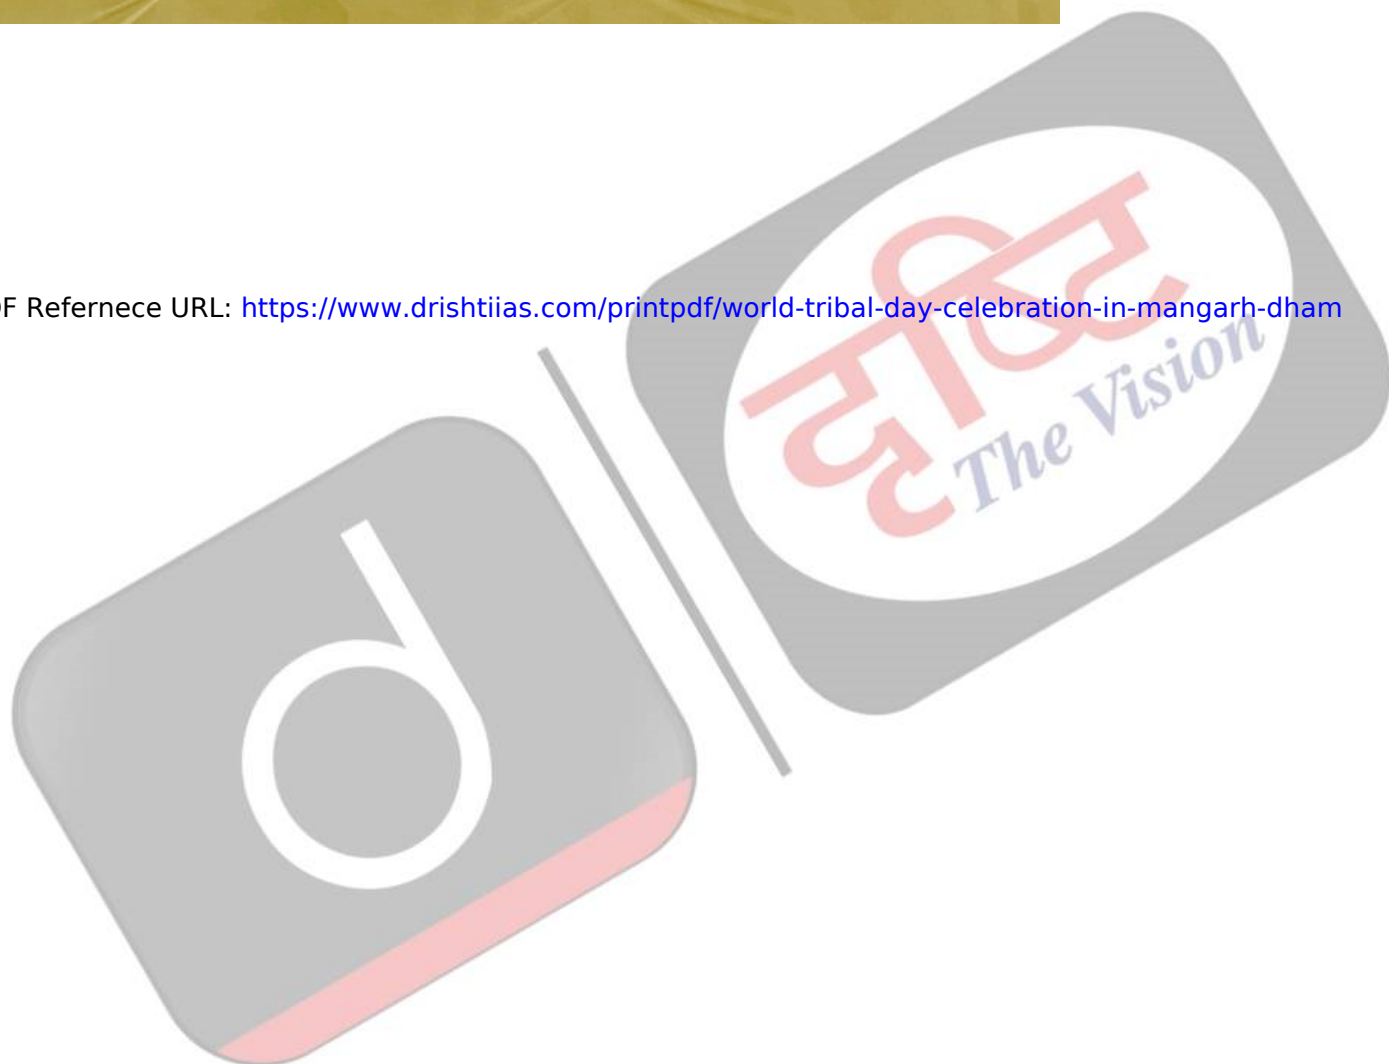 F Refernece URL: https://www.drishtiias.com/printpdf/world-tribal-day-celebration-in-mangarh-dham
दृष्टि
The Vision
d